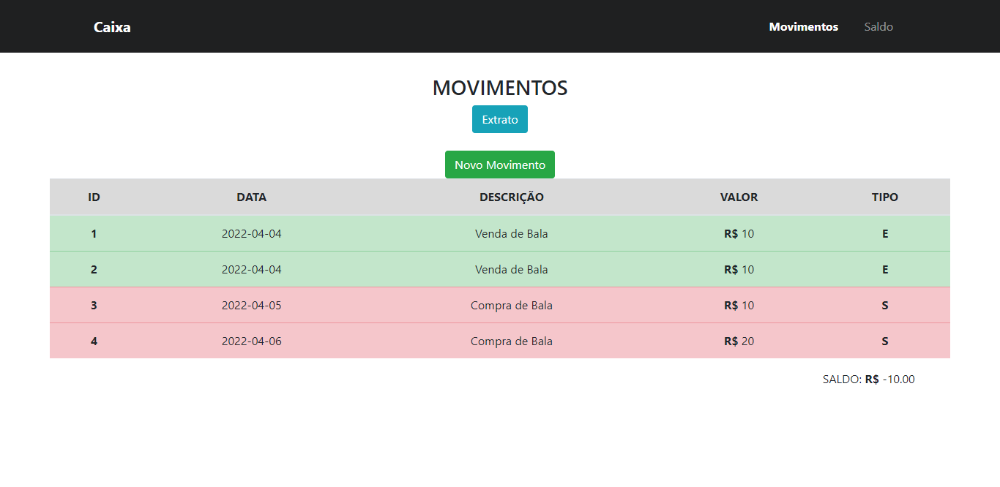 Caixa Movimentos Saldo
MOVIMENTOS
Extrato
Novo Movimento
ID DATA DESCRIÇÃO VALOR TIPO
1 2022-04-04 Venda de Bala R$ 10 E
2 2022-04-04 Venda de Bala R$ 10 E
3 2022-04-05 Compra de Bala R$ 10 S
4 2022-04-06 Compra de Bala R$ 20 S
SALDO: R$ -10.00